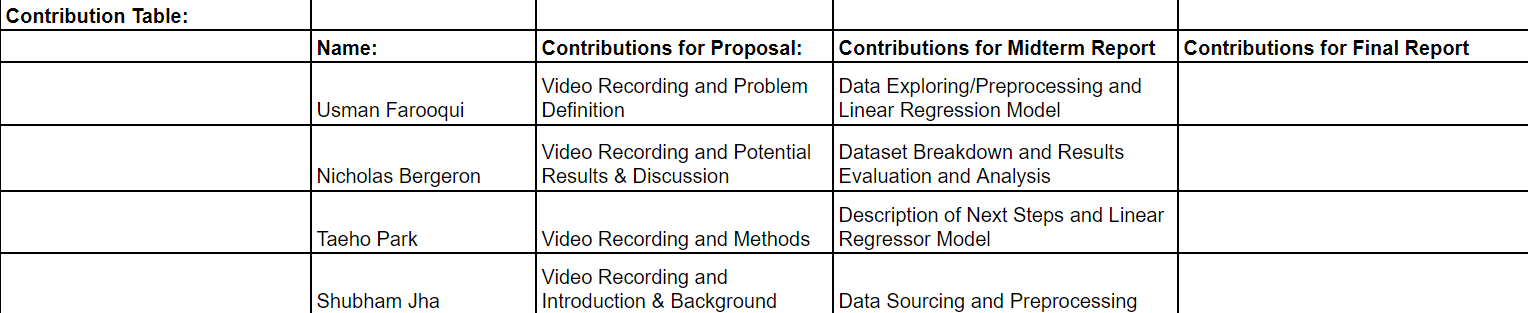 Contribution Table:
Name: Contributions for Proposal: Contributions for Midterm Report Contributions for Final Report
Video Recording and Problem Data Exploring/Preprocessing and
Usman Farooqui Definition Linear Regression Model
Video Recording and Potential Dataset Breakdown and Results
Nicholas Bergeron Results & Discussion Evaluation and Analysis
Description of Next Steps and Linear
Taeho Park Video Recording and Methods Regressor Model
Video Recording and
Shubham Jha Introduction & Background Data Sourcing and Preprocessing